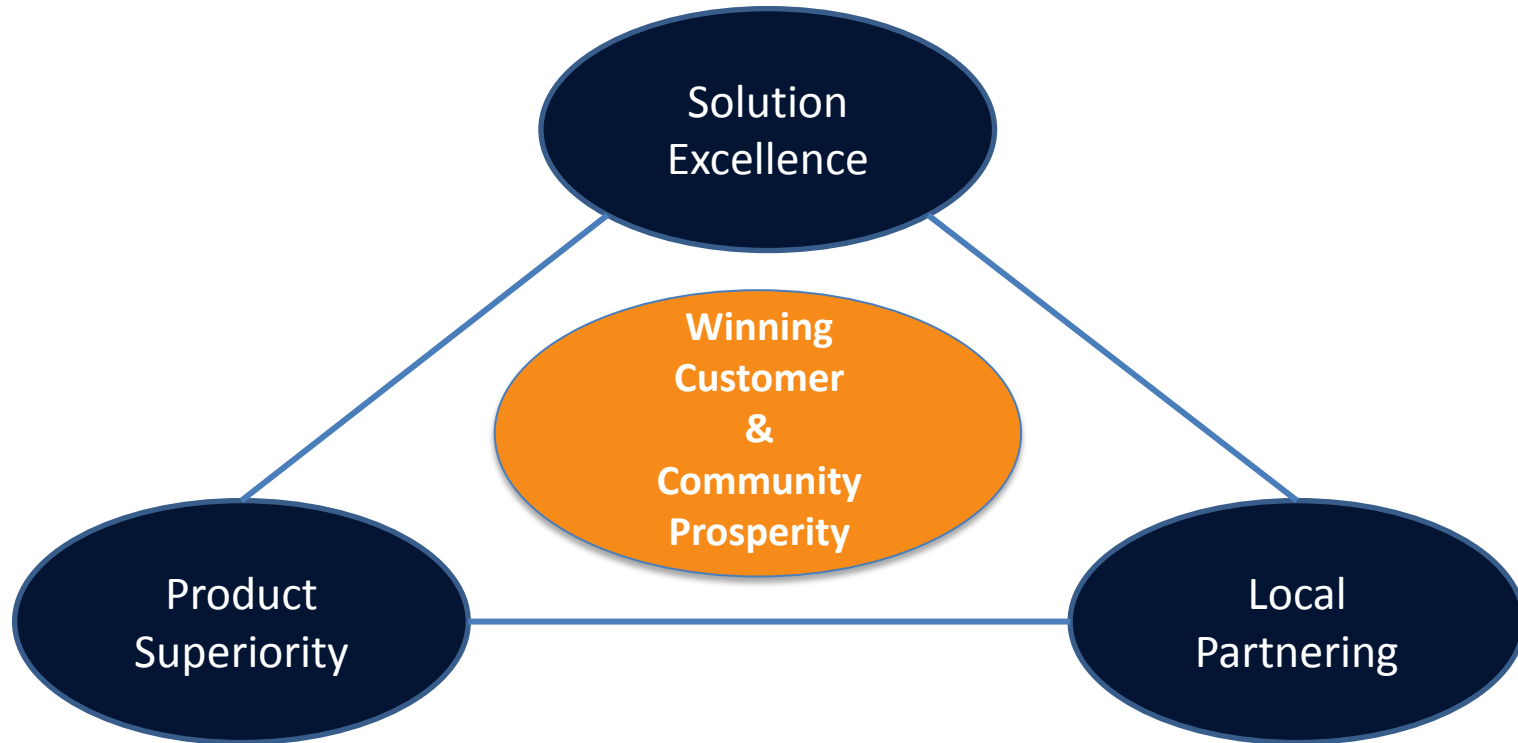 Solution
Excellence
Winning
Customer
&
Community
Prosperity
Product
Superiority
Local
Partnering